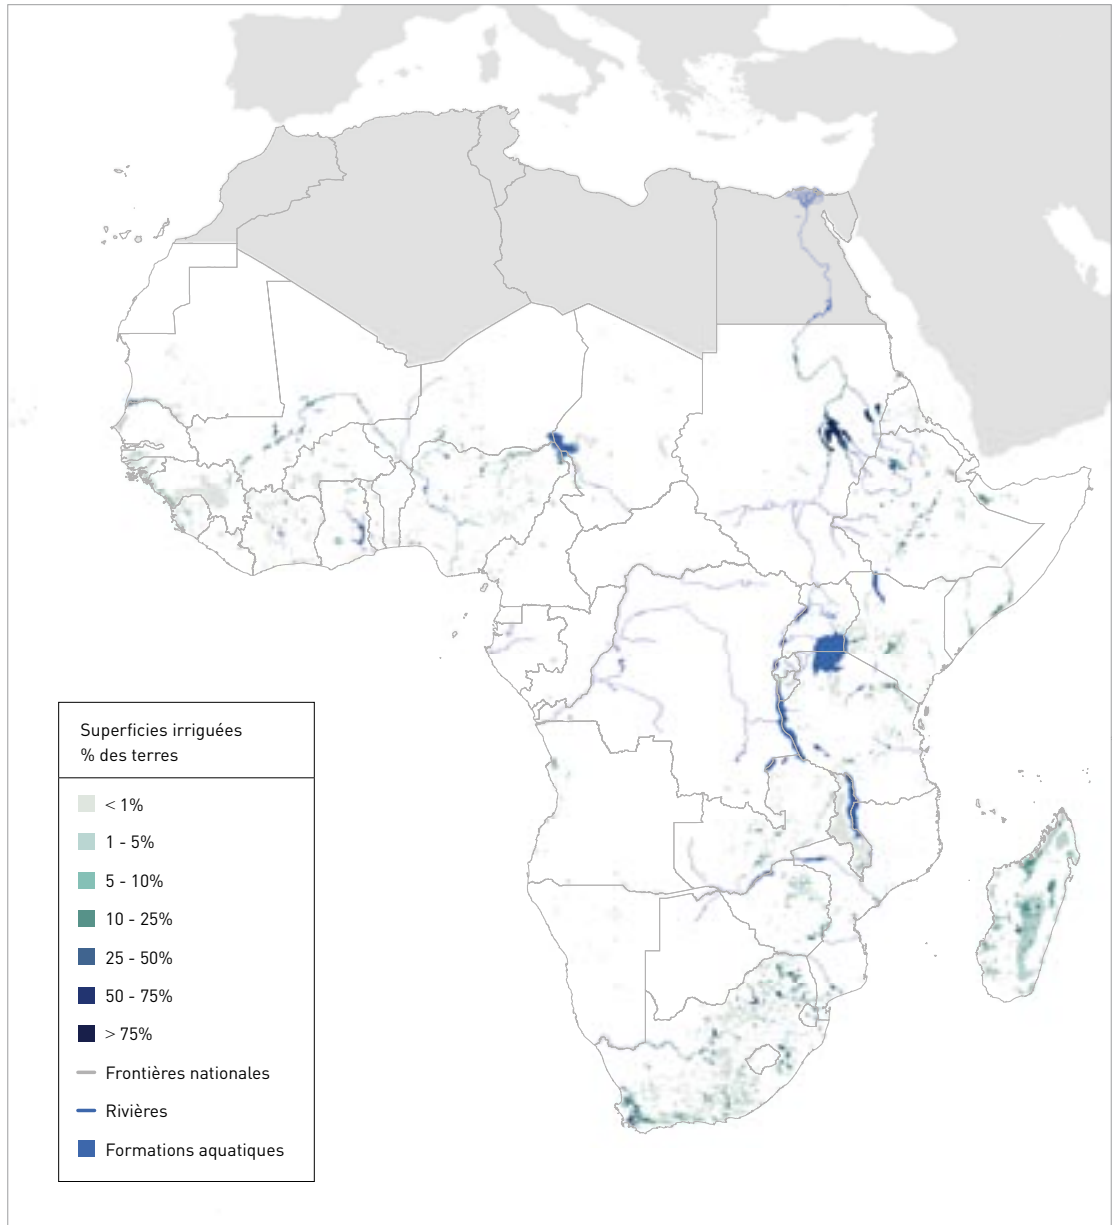 Superficies irriguées
% des terres
< 1%
1 - 5%
5 - 10%
10 - 25%
25 - 50%
50 - 75%
> 75%
Frontières nationales
Rivières
Formations aquatiques